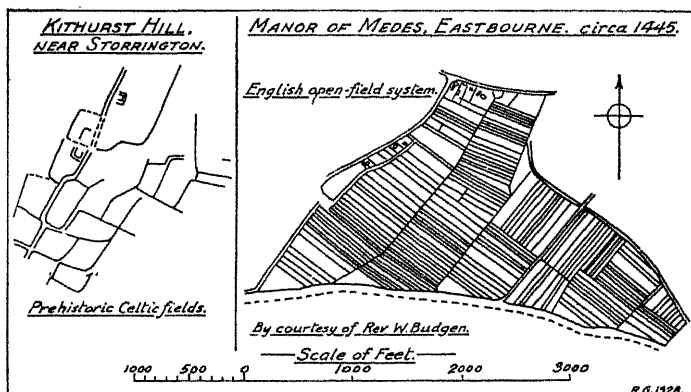 KITHURST HILL.
NEAR STORRINGTON.
Prehistoric Celtic fields.
MANOR OF MEDES, EASTBOURNE. circa 1445.
English open-field system.
By courtesy of Rev W. Budgen.
Scale of Feet.
1000 500 0 1000 2000 3000
R.G. 1928